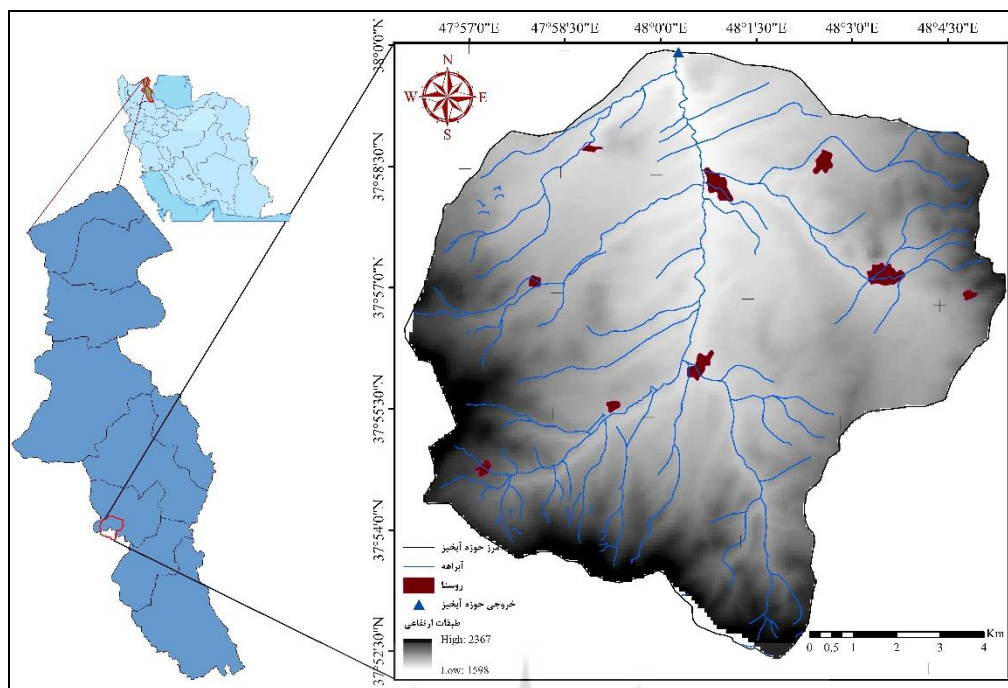 47°57'0"E 47°58'30"E 48°0'0"E 48°1'30"E 48°3'0"E 48°4'30"E
38°0'0"N
37°58'30"N
37°57'0"N
37°55'30"N
37°54'0"N
37°52'30"N
N
W E
S
مرز حوزه آبخیز
آبراهه
روستا
خروجی حوزه آبخیز
طبقات ارتفاعی
High: 2367
Low: 1598
Km
0 0.5 1 2 3 4